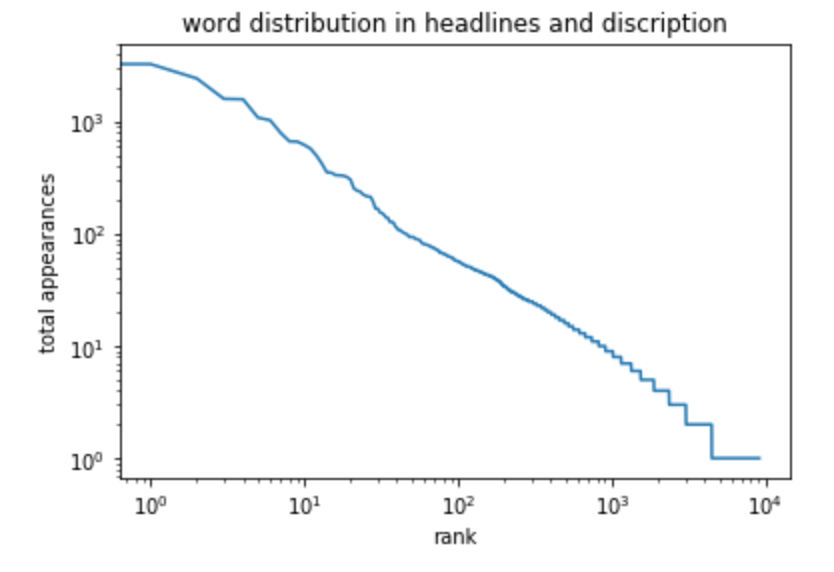 word distribution in headlines and discription
total appearances
10³
10²
10¹
10⁰
10⁰ 10¹ 10² 10³ 10⁴
rank